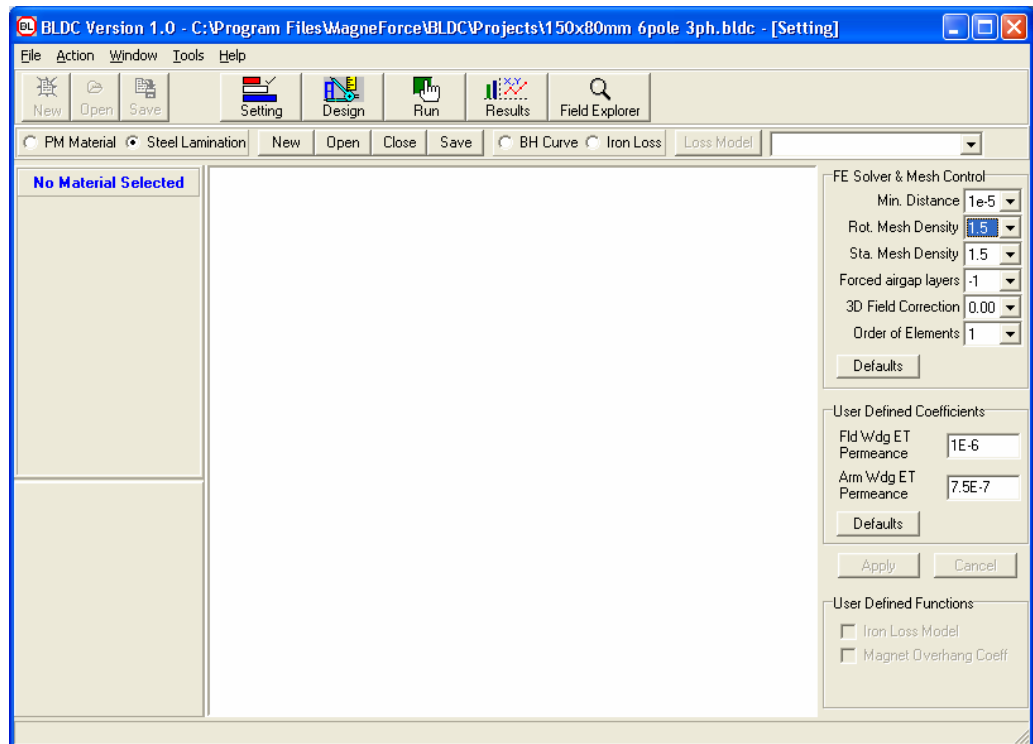 BL BLDC Version 1.0 - C:\Program Files\MagneForce\BLDC\Projects\150x80mm 6pole 3ph.bldc - [Setting]
File Action Window Tools Help
New Open Save Setting Design Run Results Field Explorer
PM Material Steel Lamination New Open Close Save BH Curve Iron Loss Loss Model
No Material Selected
FE Solver & Mesh Control
Min. Distance 1e-5
Rot. Mesh Density 1.5
Sta. Mesh Density 1.5
Forced airgap layers -1
3D Field Correction 0.00
Order of Elements 1
Defaults
User Defined Coefficients
Fld Wdg ET
Permeance 1E-6
Arm Wdg ET
Permeance 7.5E-7
Defaults
Apply Cancel
User Defined Functions
Iron Loss Model
Magnet Overhang Coeff